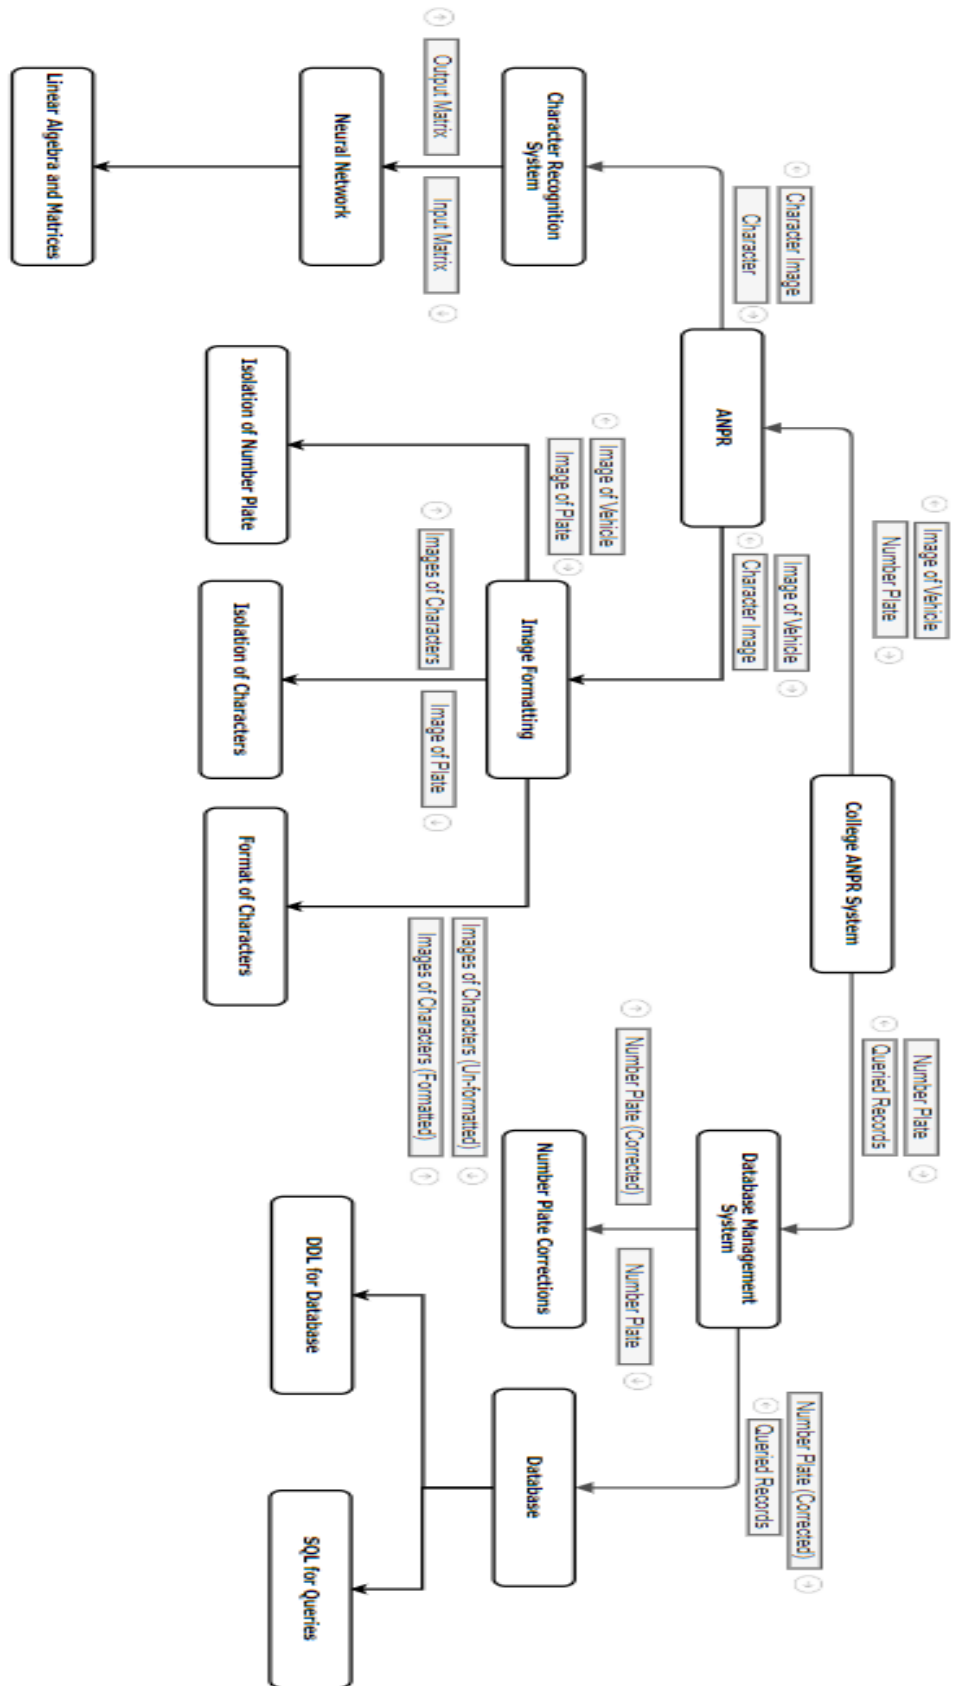 Image of Vehicle
Number Plate
College ANPR System
Number Plate
Queried Records
Character Image
Character
ANPR
Image of Vehicle
Character Image
Database Management
System
Number Plate (Corrected)
Queried Records
Character Recognition
System
Image of Vehicle
Image of Plate
Image Formatting
Number Plate (Corrected)
Number Plate
Number Plate Corrections
Database
Output Matrix
Input Matrix
Images of Characters
Image of Plate
Images of Characters (Un-formatted)
Images of Characters (Formatted)
Neural Network
Isolation of Number Plate
Isolation of Characters
Format of Characters
DDL for Database
SQL for Queries
Linear Algebra and Matrices